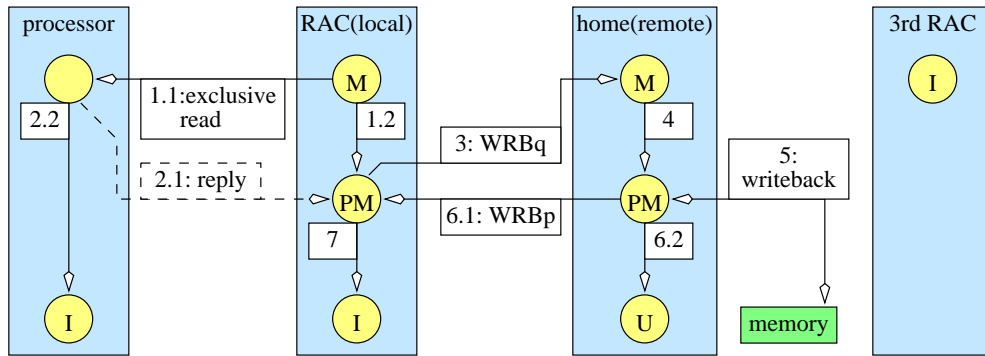 processor
RAC(local)
home(remote)
3rd RAC
M
M
I
1.1:exclusive
read
2.2
1.2
3: WRBq
4
5:
writeback
2.1: reply
PM
PM
6.1: WRBp
7
6.2
I
I
U
memory